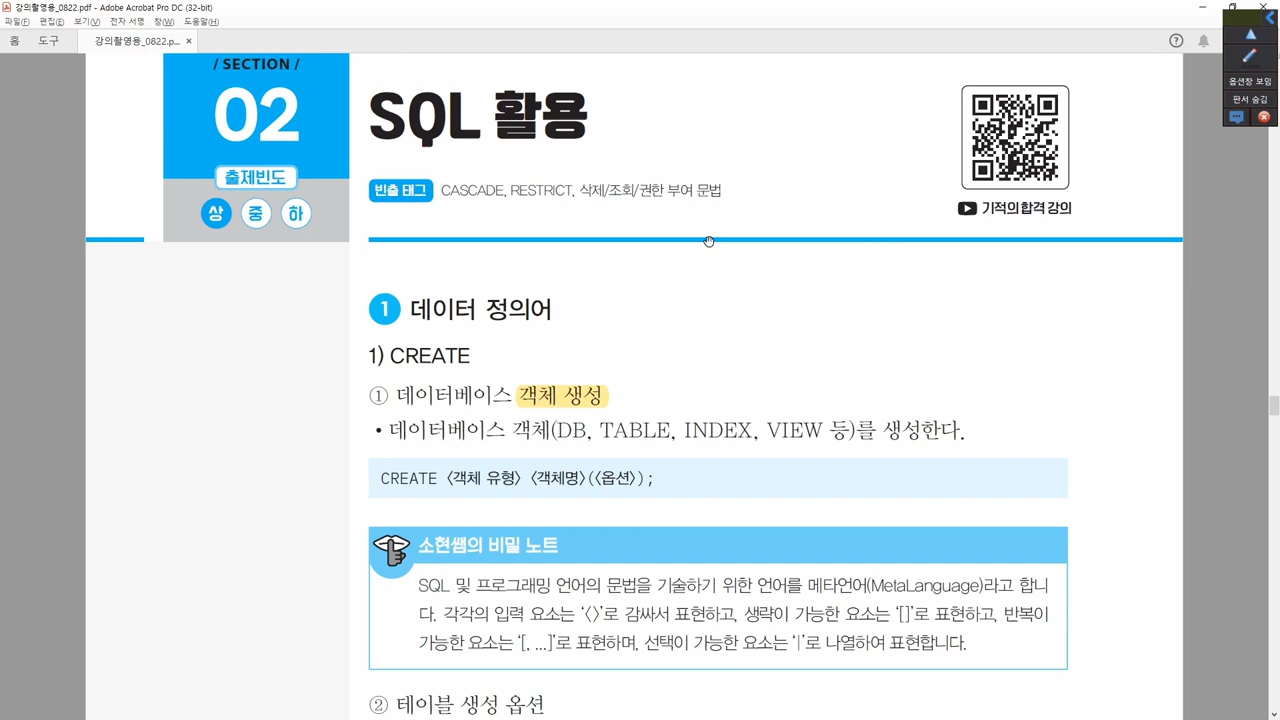 강의촬영용_0822.pdf - Adobe Acrobat Pro DC (32-bit)
파일(F) 편집(E) 보기(V) 전자 서명 창(W) 도움말(H)
홈 도구 강의촬영용_0822.p... ×
옵션창 보임
판서 숨김
/ SECTION /
02
출제빈도
상 중 하
SQL 활용
빈출 태그 CASCADE, RESTRICT, 삭제/조회/권한 부여 문법
기적의 합격 강의
1 데이터 정의어
1) CREATE
① 데이터베이스 객체 생성
• 데이터베이스 객체(DB, TABLE, INDEX, VIEW 등)를 생성한다.
CREATE 〈객체 유형〉 〈객체명〉(〈옵션〉);
소현쌤의 비밀 노트
SQL 및 프로그래밍 언어의 문법을 기술하기 위한 언어를 메타언어(MetaLanguage)라고 합니
다. 각각의 입력 요소는 '〈 〉'로 감싸서 표현하고, 생략이 가능한 요소는 '[ ]'로 표현하고, 반복이
가능한 요소는 '[, ...]'로 표현하며, 선택이 가능한 요소는 '|'로 나열하여 표현합니다.
② 테이블 생성 옵션